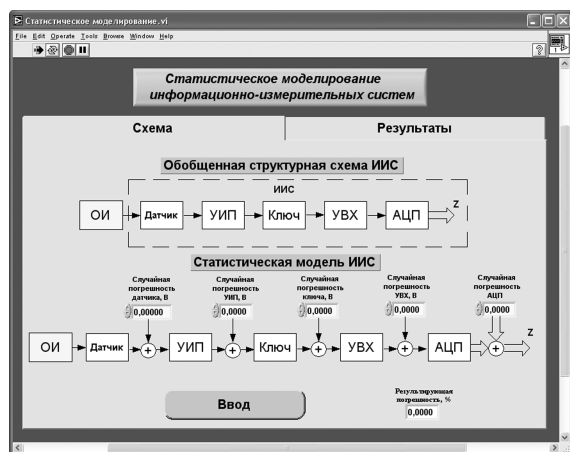 Статистическое моделирование.vi
File Edit Operate Tools Browse Window Help
Статистическое моделирование
информационно-измерительных систем
Схема
Результаты
Обобщенная структурная схема ИИС
ИИС
ОИ
Датчик
УИП
Ключ
УВХ
АЦП
Z
Статистическая модель ИИС
Случайная
погрешность
датчика, В
0,00000
Случайная
погрешность
УИП, В
0,0000
Случайная
погрешность
ключа, В
0,0000
Случайная
погрешность
УВХ, В
0,0000
Случайная
погрешность
АЦП
0,0000
ОИ
Датчик
+
УИП
+
Ключ
+
УВХ
+
АЦП
+
Z
Ввод
Результирующая
погрешность, %
0,0000